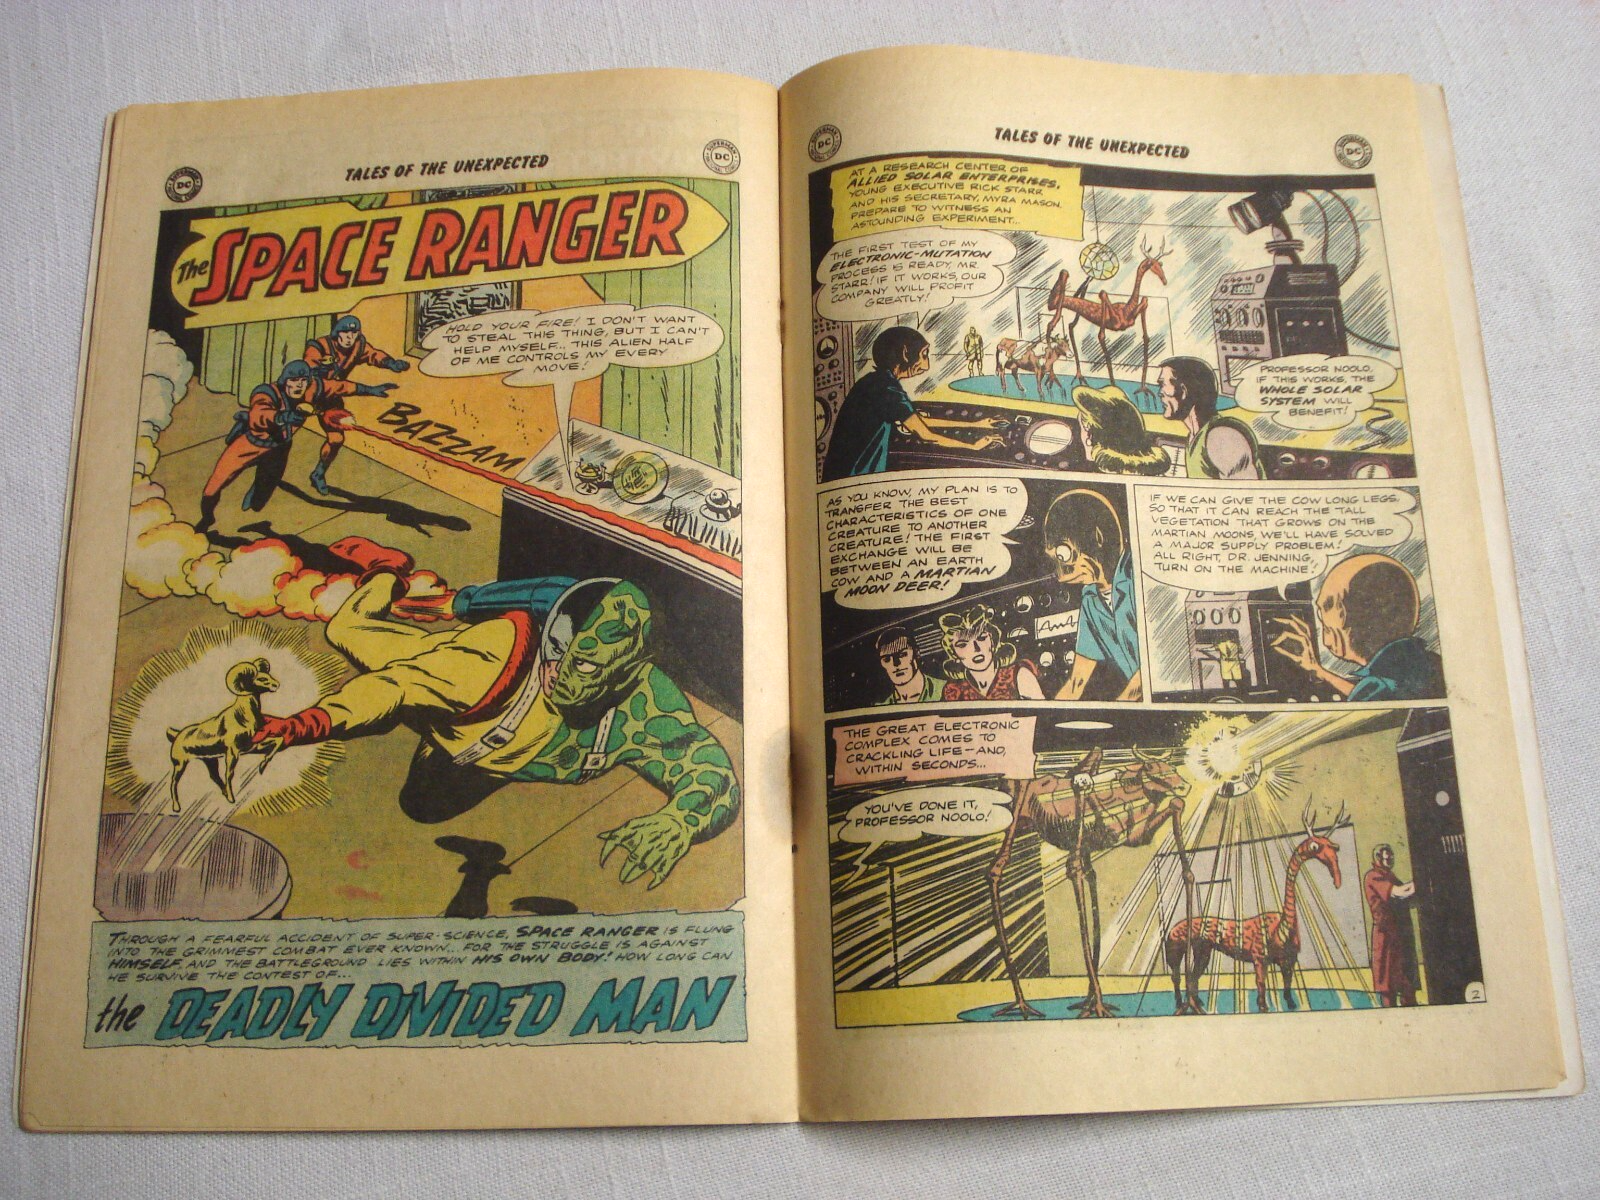 TALES OF THE UNEXPECTED
SUPERMAN
DC
SUPERMAN
DC
The SPACE RANGER
HOLD YOUR FIRE! I DON'T WANT
TO STEAL THIS THING, BUT I CAN'T
HELP MYSELF... THIS ALIEN HALF
OF ME CONTROLS MY EVERY
MOVE!
BAZZAM
THROUGH A FEARFUL ACCIDENT OF SUPER-SCIENCE, SPACE RANGER IS FLUNG
INTO THE GRIMMEST COMBAT EVER KNOWN... FOR THE STRUGGLE IS AGAINST
HIMSELF AND THE BATTLEGROUND LIES WITHIN HIS OWN BODY! HOW LONG CAN
HE SURVIVE THE CONTEST OF...
the DEADLY DIVIDED MAN
TALES OF THE UNEXPECTED
SUPERMAN
DC
DC
AT A RESEARCH CENTER OF
ALLIED SOLAR ENTERPRISES,
YOUNG EXECUTIVE RICK STARR
AND HIS SECRETARY, MYRA MASON,
PREPARE TO WITNESS AN
ASTOUNDING EXPERIMENT...
THE FIRST TEST OF MY
ELECTRONIC-MUTATION
PROCESS IS READY, MR.
STARR! IF IT WORKS, OUR
COMPANY WILL PROFIT
GREATLY!
PROFESSOR NOOLO,
IF THIS WORKS, THE
WHOLE SOLAR
SYSTEM WILL
BENEFIT!
AS YOU KNOW, MY PLAN IS TO
TRANSFER THE BEST
CHARACTERISTICS OF ONE
CREATURE TO ANOTHER
CREATURE! THE FIRST
EXCHANGE WILL BE
BETWEEN AN EARTH
COW AND A MARTIAN
MOON DEER!
IF WE CAN GIVE THE COW LONG LEGS,
SO THAT IT CAN REACH THE TALL
VEGETATION THAT GROWS ON THE
MARTIAN MOONS, WE'LL HAVE SOLVED
A MAJOR SUPPLY PROBLEM!
ALL RIGHT, DR. JENNING,
TURN ON THE MACHINE!
THE GREAT ELECTRONIC
COMPLEX COMES TO
CRACKLING LIFE—AND,
WITHIN SECONDS...
YOU'VE DONE IT,
PROFESSOR NOOLO!
2